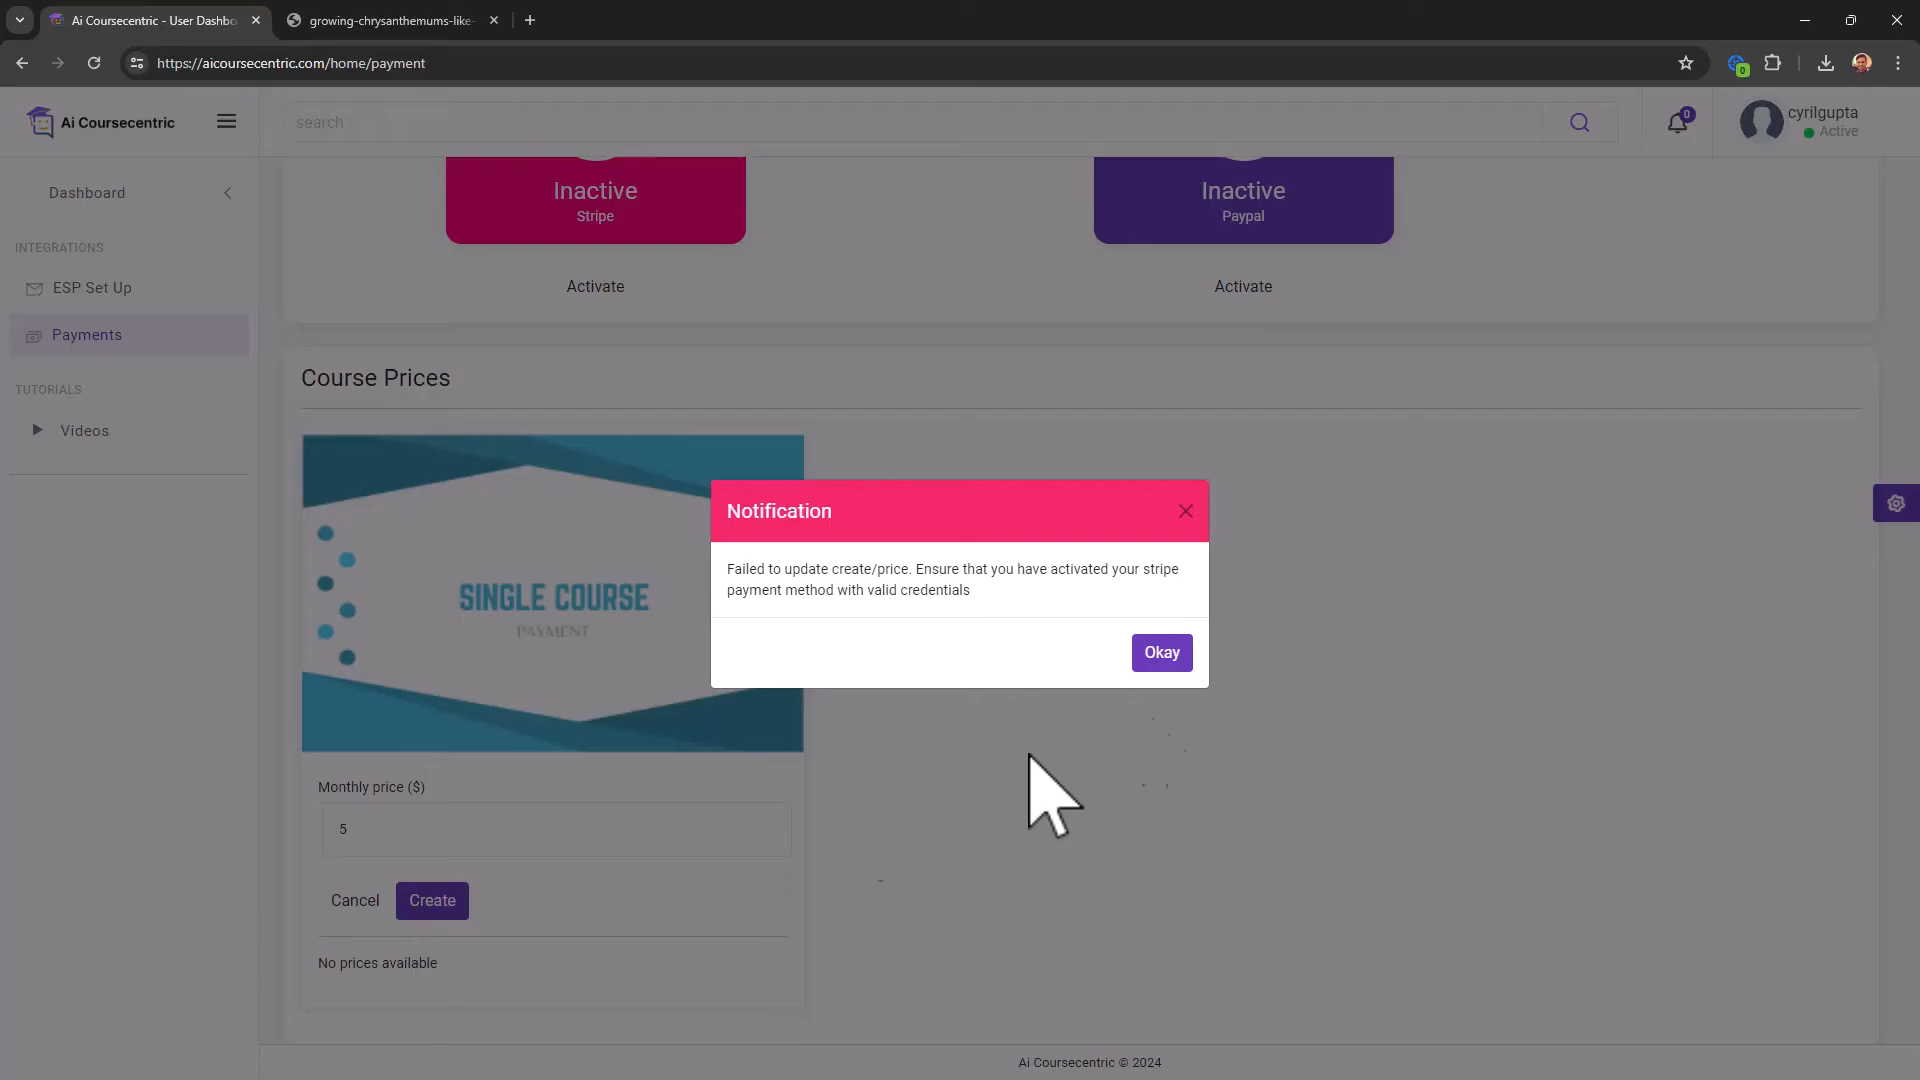 Ai Coursecentric - User Dashbo
growing-chrysanthemums-like-
https://aicoursecentric.com/home/payment
0
Ai Coursecentric
search
0
cyrilgupta
Active
Dashboard
INTEGRATIONS
ESP Set Up
Payments
TUTORIALS
Videos
Inactive
Stripe
Activate
Inactive
Paypal
Activate
Course Prices
SINGLE COURSE
PAYMENT
Notification
Failed to update create/price. Ensure that you have activated your stripe
payment method with valid credentials
Okay
Monthly price ($)
5
Cancel
Create
No prices available
Ai Coursecentric © 2024